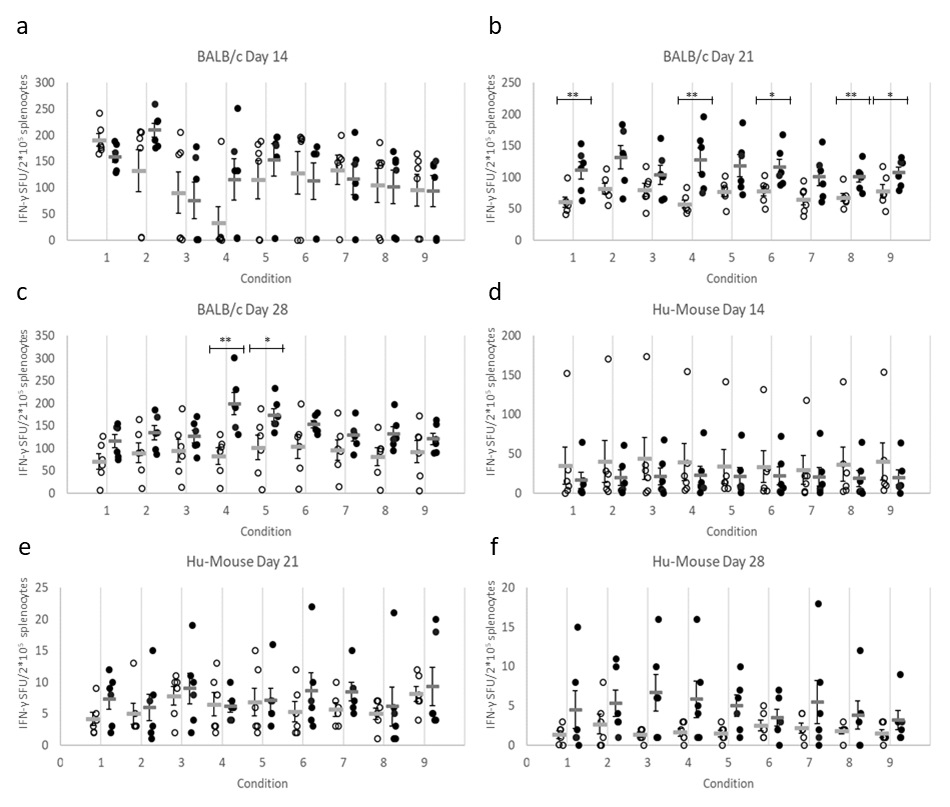 a
BALB/c Day 14
IFN-γ SFU/2*10⁵ splenocytes
300
250
200
150
100
50
0
1 2 3 4 5 6 7 8 9
Condition
b
BALB/c Day 21
IFN-γ SFU/2*10⁵ splenocytes
250
200
150
100
50
0
** ** * ** *
1 2 3 4 5 6 7 8 9
Condition
c
BALB/c Day 28
IFN-γ SFU/2*10⁵ splenocytes
350
300
250
200
150
100
50
0
** *
1 2 3 4 5 6 7 8 9
Condition
d
Hu-Mouse Day 14
IFN-γ SFU/2*10⁵ splenocytes
200
150
100
50
0
1 2 3 4 5 6 7 8 9
Condition
e
Hu-Mouse Day 21
IFN-γ SFU/2*10⁵ splenocytes
25
20
15
10
5
0
0 1 2 3 4 5 6 7 8 9
Condition
f
Hu-Mouse Day 28
IFN-γ SFU/2*10⁵ splenocytes
20
15
10
5
0
0 1 2 3 4 5 6 7 8 9
Condition